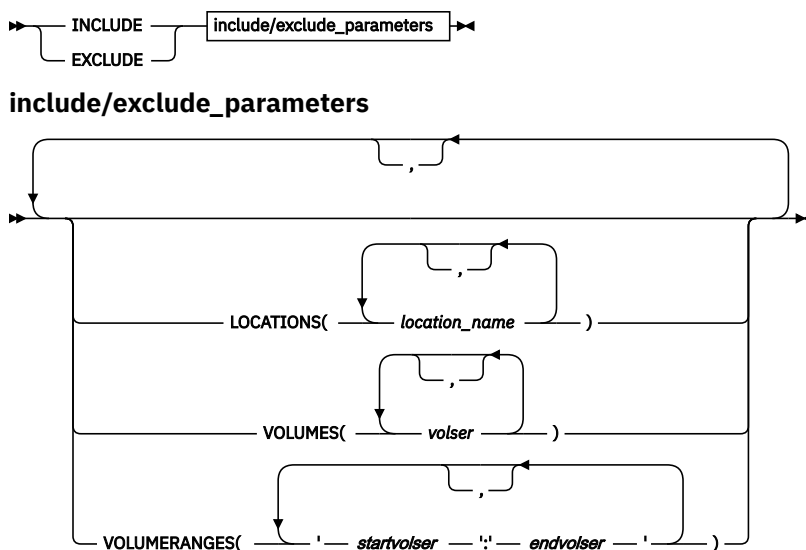 INCLUDE include/exclude_parameters
EXCLUDE
include/exclude_parameters
,
,
LOCATIONS( location_name )
,
VOLUMES( volser )
,
VOLUMERANGES( ' startvolser ':' endvolser ' )